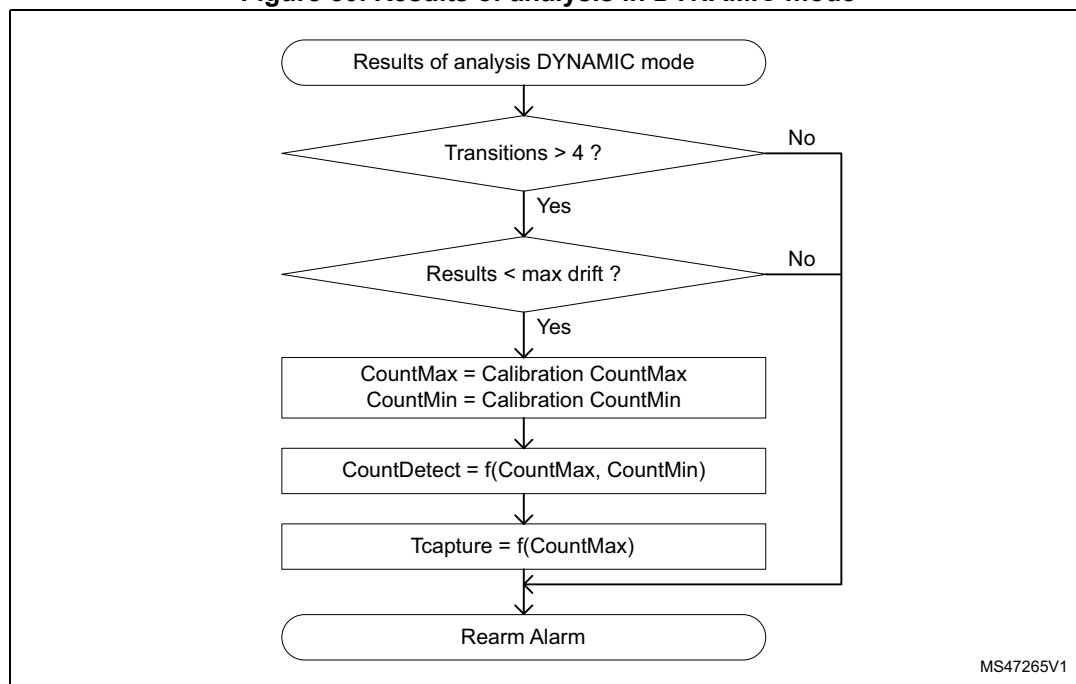 Results of analysis DYNAMIC mode
Transitions > 4 ?
No
Yes
Results < max drift ?
No
Yes
CountMax = Calibration CountMax
CountMin = Calibration CountMin
CountDetect = f(CountMax, CountMin)
Tcapture = f(CountMax)
Rearm Alarm
MS47265V1